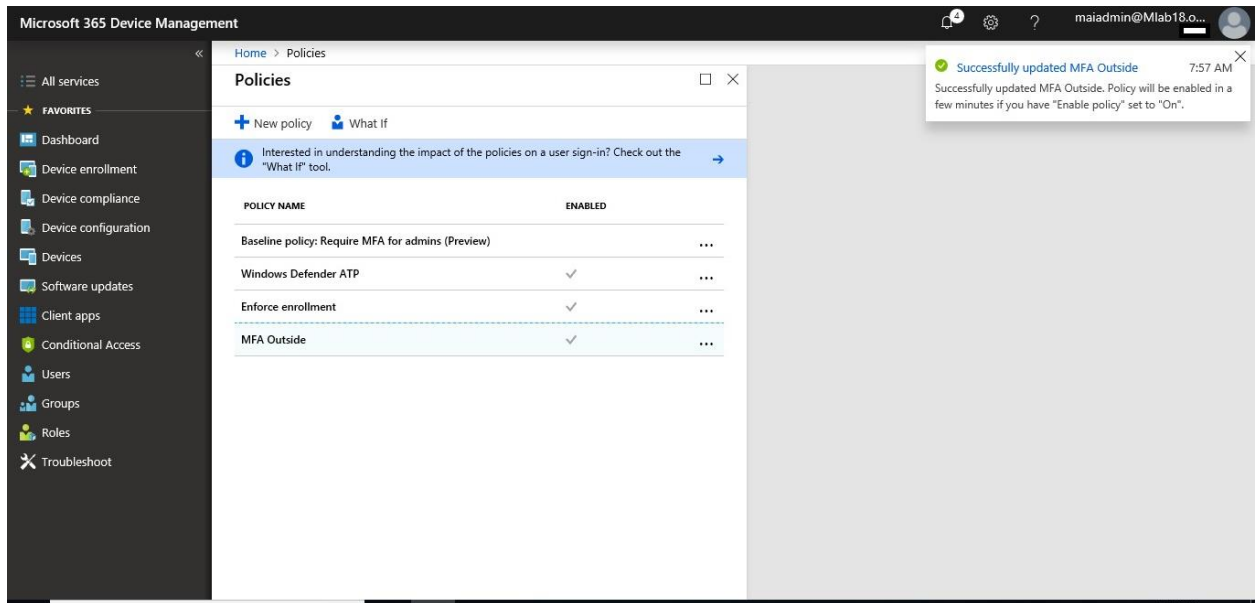 Microsoft 365 Device Management
4
?
maiadmin@Mlab18.o...
«
All services
FAVORITES
Dashboard
Device enrollment
Device compliance
Device configuration
Devices
Software updates
Client apps
Conditional Access
Users
Groups
Roles
Troubleshoot
Home > Policies
Policies
New policy
What If
Interested in understanding the impact of the policies on a user sign-in? Check out the
"What If" tool.
POLICY NAME ENABLED
Baseline policy: Require MFA for admins (Preview) ...
Windows Defender ATP ...
Enforce enrollment ...
MFA Outside ...
Successfully updated MFA Outside 7:57 AM
Successfully updated MFA Outside. Policy will be enabled in a
few minutes if you have "Enable policy" set to "On".